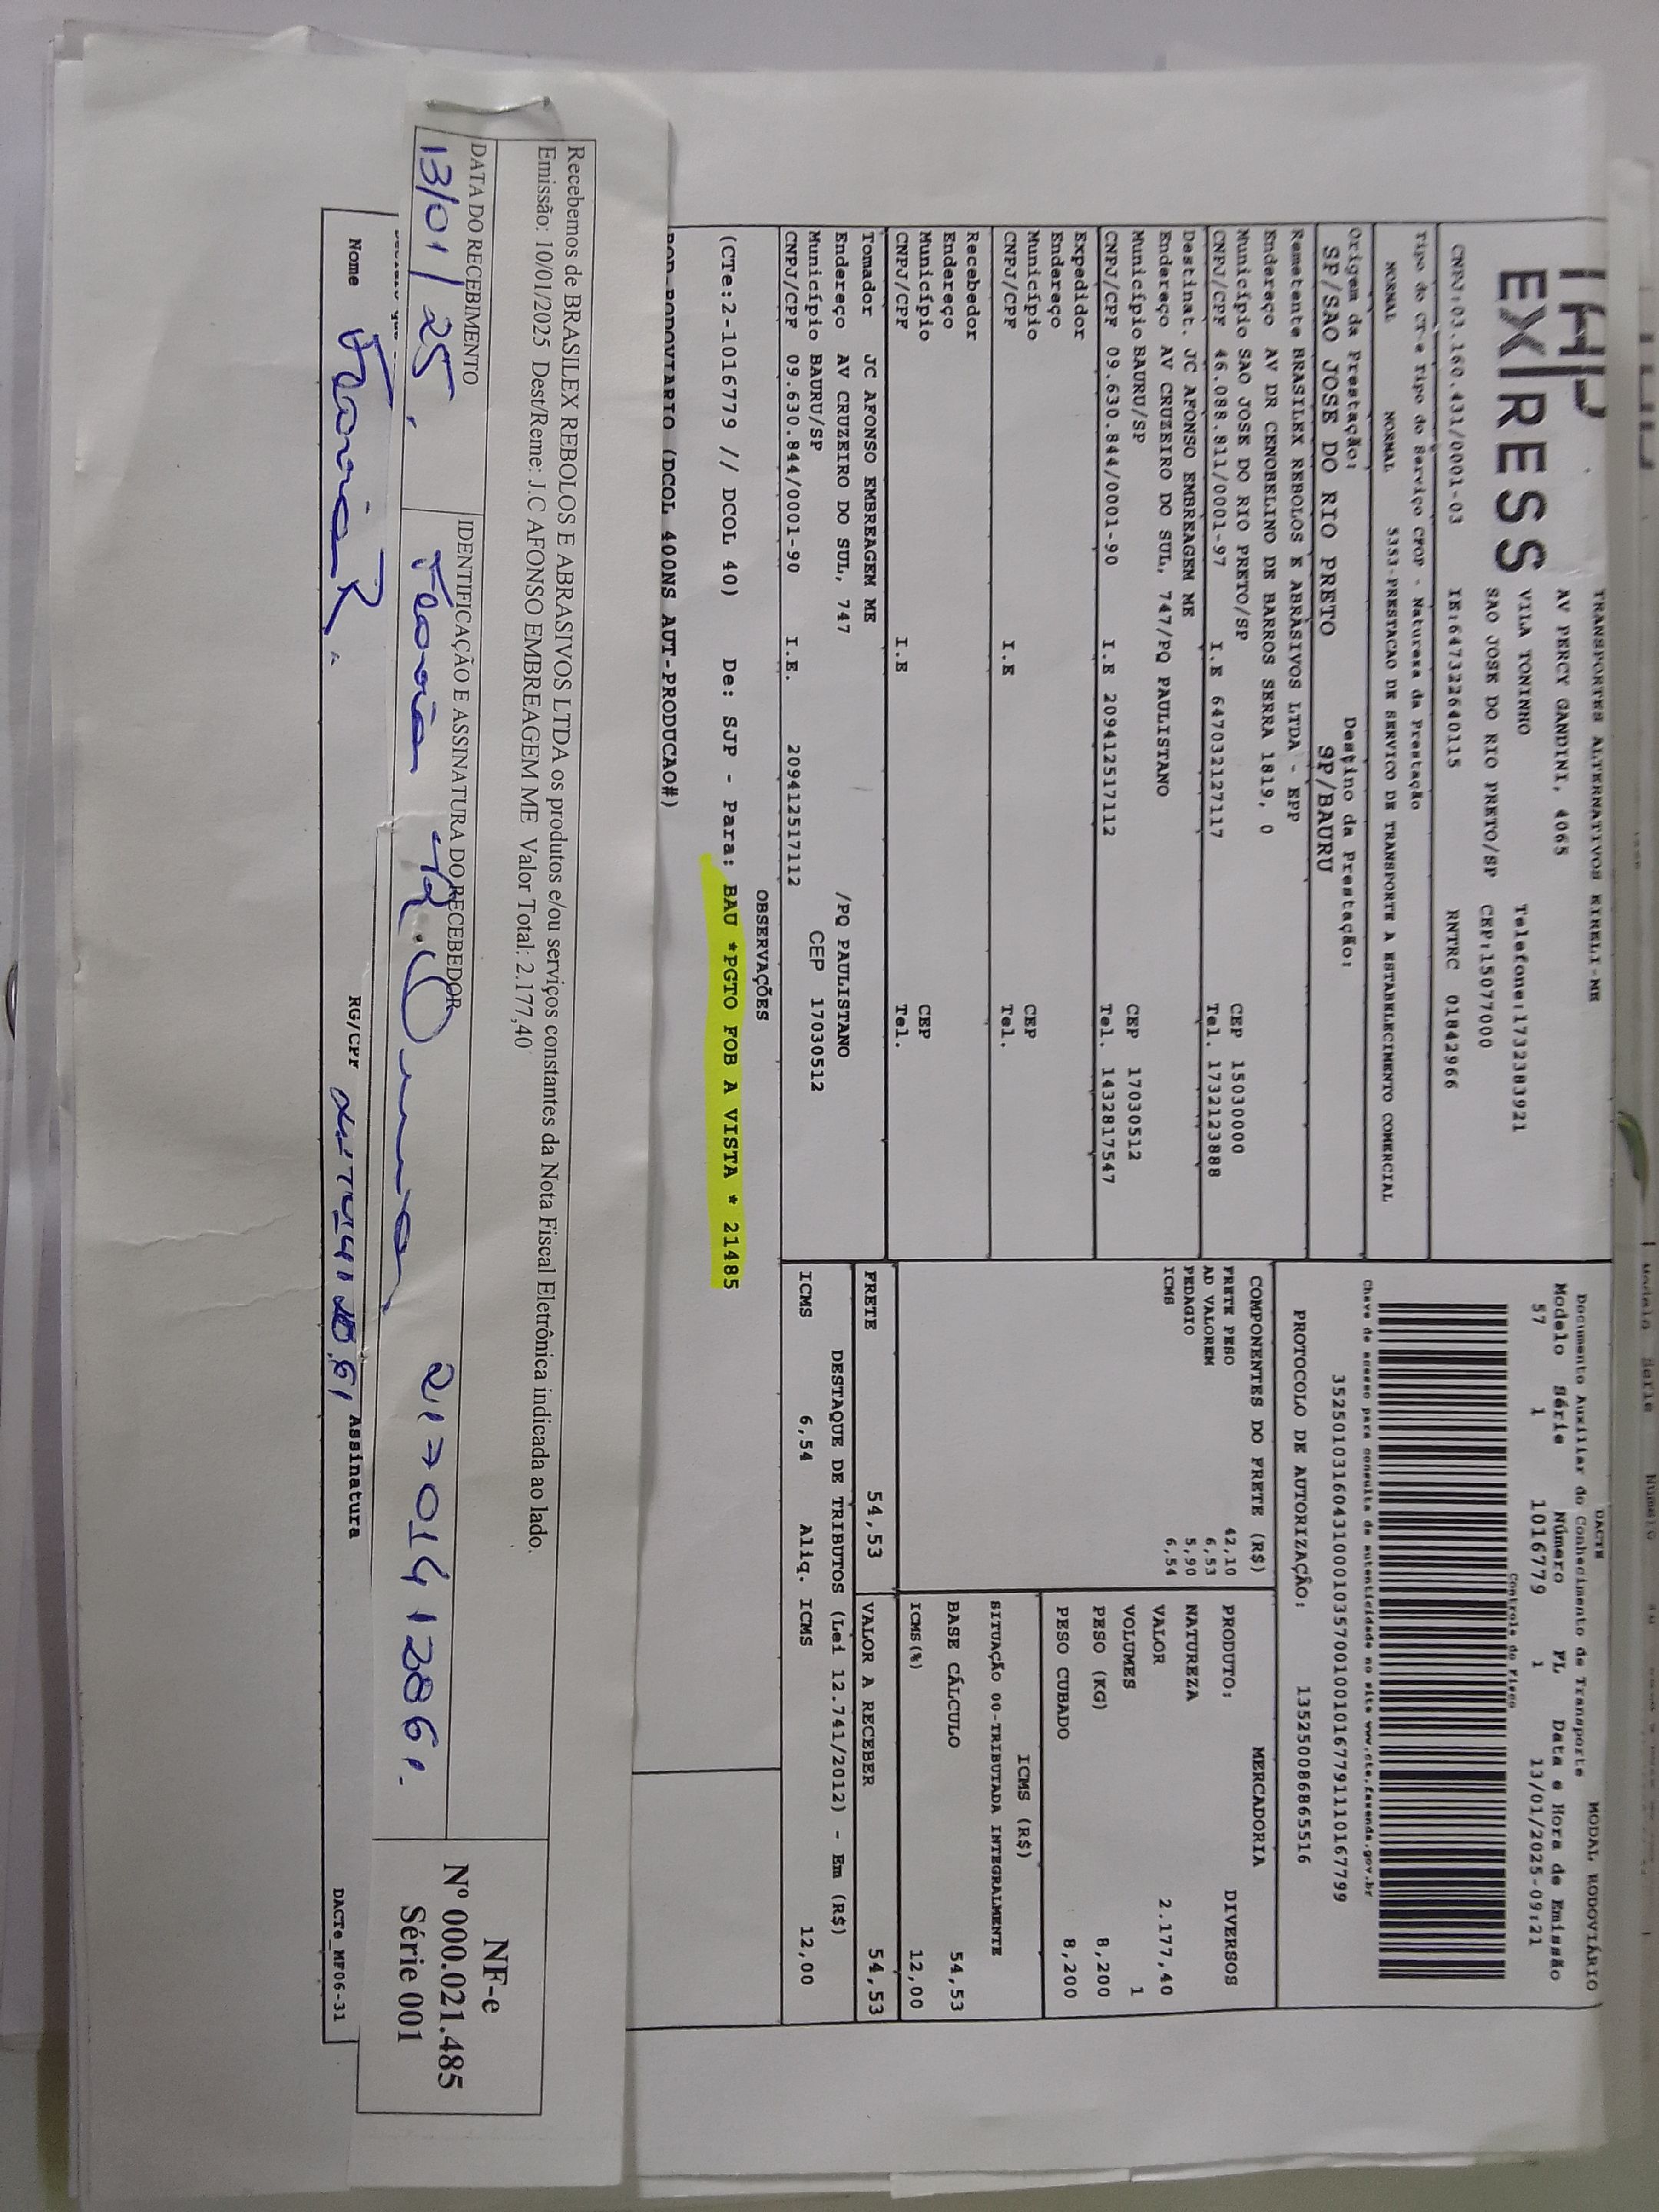 THP
EXPRESS
TRANSPORTES ALTERNATIVOS EIRELI-ME
AV PERCY GANDINI, 4065
VILA TONINHO Telefone:1732383921
SAO JOSE DO RIO PRETO/SP CEP:15077000
CNPJ:03.160.431/0001-03 IE:647322640115 RNTRC 01842966
DACTE MODAL RODOVIÁRIO
Documento Auxiliar do Conhecimento de Transporte
Modelo Série Número FL Data e Hora de Emissão
57 1 1016779 1 13/01/2025-09:21
Controle do Fisco
Chave de acesso para consulta de autenticidade no site www.cte.fazenda.gov.br
35250103160431000103570010010167791110167799
PROTOCOLO DE AUTORIZAÇÃO: 135250086865516
Tipo do CT-e Tipo do Serviço CFOP - Natureza da Prestação
NORMAL NORMAL 5353-PRESTACAO DE SERVICO DE TRANSPORTE A ESTABELECIMENTO COMERCIAL
Origem da Prestação: Destino da Prestação:
SP/SAO JOSE DO RIO PRETO SP/BAURU
Remetente BRASILEX REBOLOS E ABRASIVOS LTDA - EPP
Endereço AV DR CENOBELINO DE BARROS SERRA 1819, 0
Município SAO JOSE DO RIO PRETO/SP CEP 15030000
CNPJ/CPF 46.088.811/0001-97 I.E 647032127117 Tel. 1732123888
Destinat. JC AFONSO EMBREAGEM ME
Endereço AV CRUZEIRO DO SUL, 747/PQ PAULISTANO
Município BAURU/SP CEP 17030512
CNPJ/CPF 09.630.844/0001-90 I.E 209412517112 Tel. 1432817547
Expedidor
Endereço
Município CEP
CNPJ/CPF I.E Tel.
Recebedor
Endereço
Município CEP
CNPJ/CPF I.E Tel.
Tomador JC AFONSO EMBREAGEM ME
Endereço AV CRUZEIRO DO SUL, 747 /PQ PAULISTANO
Município BAURU/SP CEP 17030512
CNPJ/CPF 09.630.844/0001-90 I.E. 209412517112
COMPONENTES DO FRETE (R$)
FRETE PESO 42,10
AD VALOREM 6,53
PEDAGIO 5,90
ICMS 6,54
MERCADORIA
PRODUTO: DIVERSOS
NATUREZA
VALOR 2.177,40
VOLUMES 1
PESO (KG) 8,200
PESO CUBADO 8,200
ICMS (R$)
SITUAÇÃO 00-TRIBUTADA INTEGRALMENTE
BASE CÁLCULO 54,53
ICMS(%) 12,00
FRETE 54,53 VALOR A RECEBER 54,53
DESTAQUE DE TRIBUTOS (Lei 12.741/2012) - Em (R$)
ICMS 6,54 Aliq. ICMS 12,00
OBSERVAÇÕES
(CTe:2-1016779 // DCOL 40) De: SJP - Para: BAU *PGTO FOB A VISTA * 21485
POR RODOVIARIO (DCOL 400NS AUT-PRODUCAO#)
Recebemos de BRASILEX REBOLOS E ABRASIVOS LTDA os produtos e/ou serviços constantes da Nota Fiscal Eletrônica indicada ao lado.
Emissão: 10/01/2025 Dest/Reme: J.C AFONSO EMBREAGEM ME Valor Total: 2.177,40
DATA DO RECEBIMENTO
13/01/25.
IDENTIFICAÇÃO E ASSINATURA DO RECEBEDOR
NF-e
Nº 000.021.485
Série 001
Nome
RG/CPF
Assinatura
DACTe_MF06-31